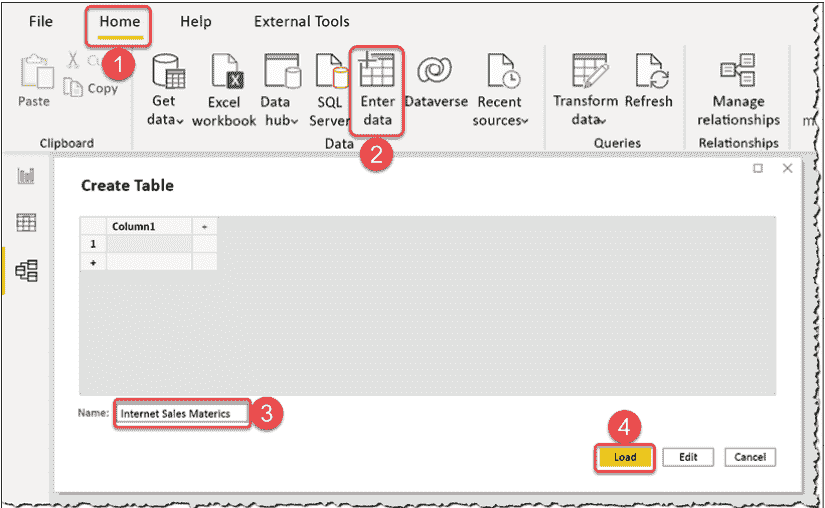 File Home Help External Tools
1
Paste
Copy
Get data
Excel workbook
Data hub
SQL Server
Enter data
Dataverse
Recent sources
Transform data
Refresh
Manage relationships
Clipboard Data Queries Relationships
2
Create Table
Column1 +
1
+
Name: Internet Sales Materics 3
4
Load Edit Cancel